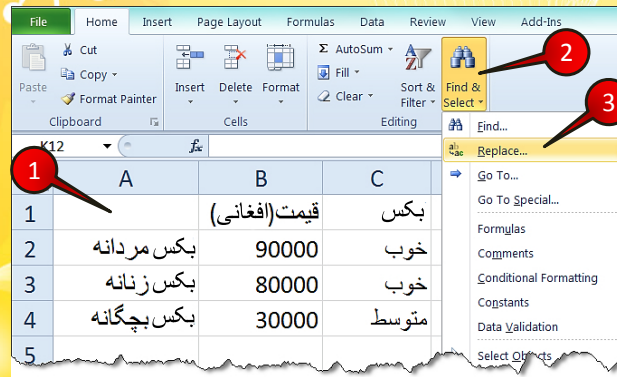 File Home Insert Page Layout Formulas Data Review View Add-Ins
Paste
Cut
Copy
Format Painter
Clipboard
Insert Delete Format
Cells
Σ AutoSum
Fill
Clear
Sort & Filter
Find & Select
Editing
2
Find...
Replace...
Go To...
Go To Special...
Formulas
Comments
Conditional Formatting
Constants
Data Validation
Select Objects
3
K12 fx
1
A B C
1 قیمت(افغانی) بکس
2 بکس مردانه 90000 خوب
3 بکس زنانه 80000 خوب
4 بکس بچگانه 30000 متوسط
5